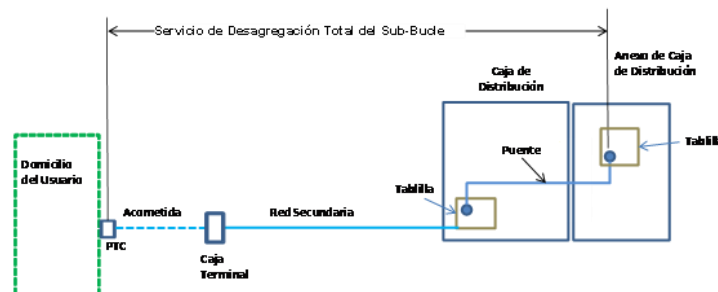 Servicio de Desagregación Total del Sub-Bucle
Anexo de Caja
de Distribución
Caja de
Distribución
Tablilla
Domicilio
del Usuario
Puente
Tablilla
Acometida
Red Secundaria
PTC
Caja
Terminal